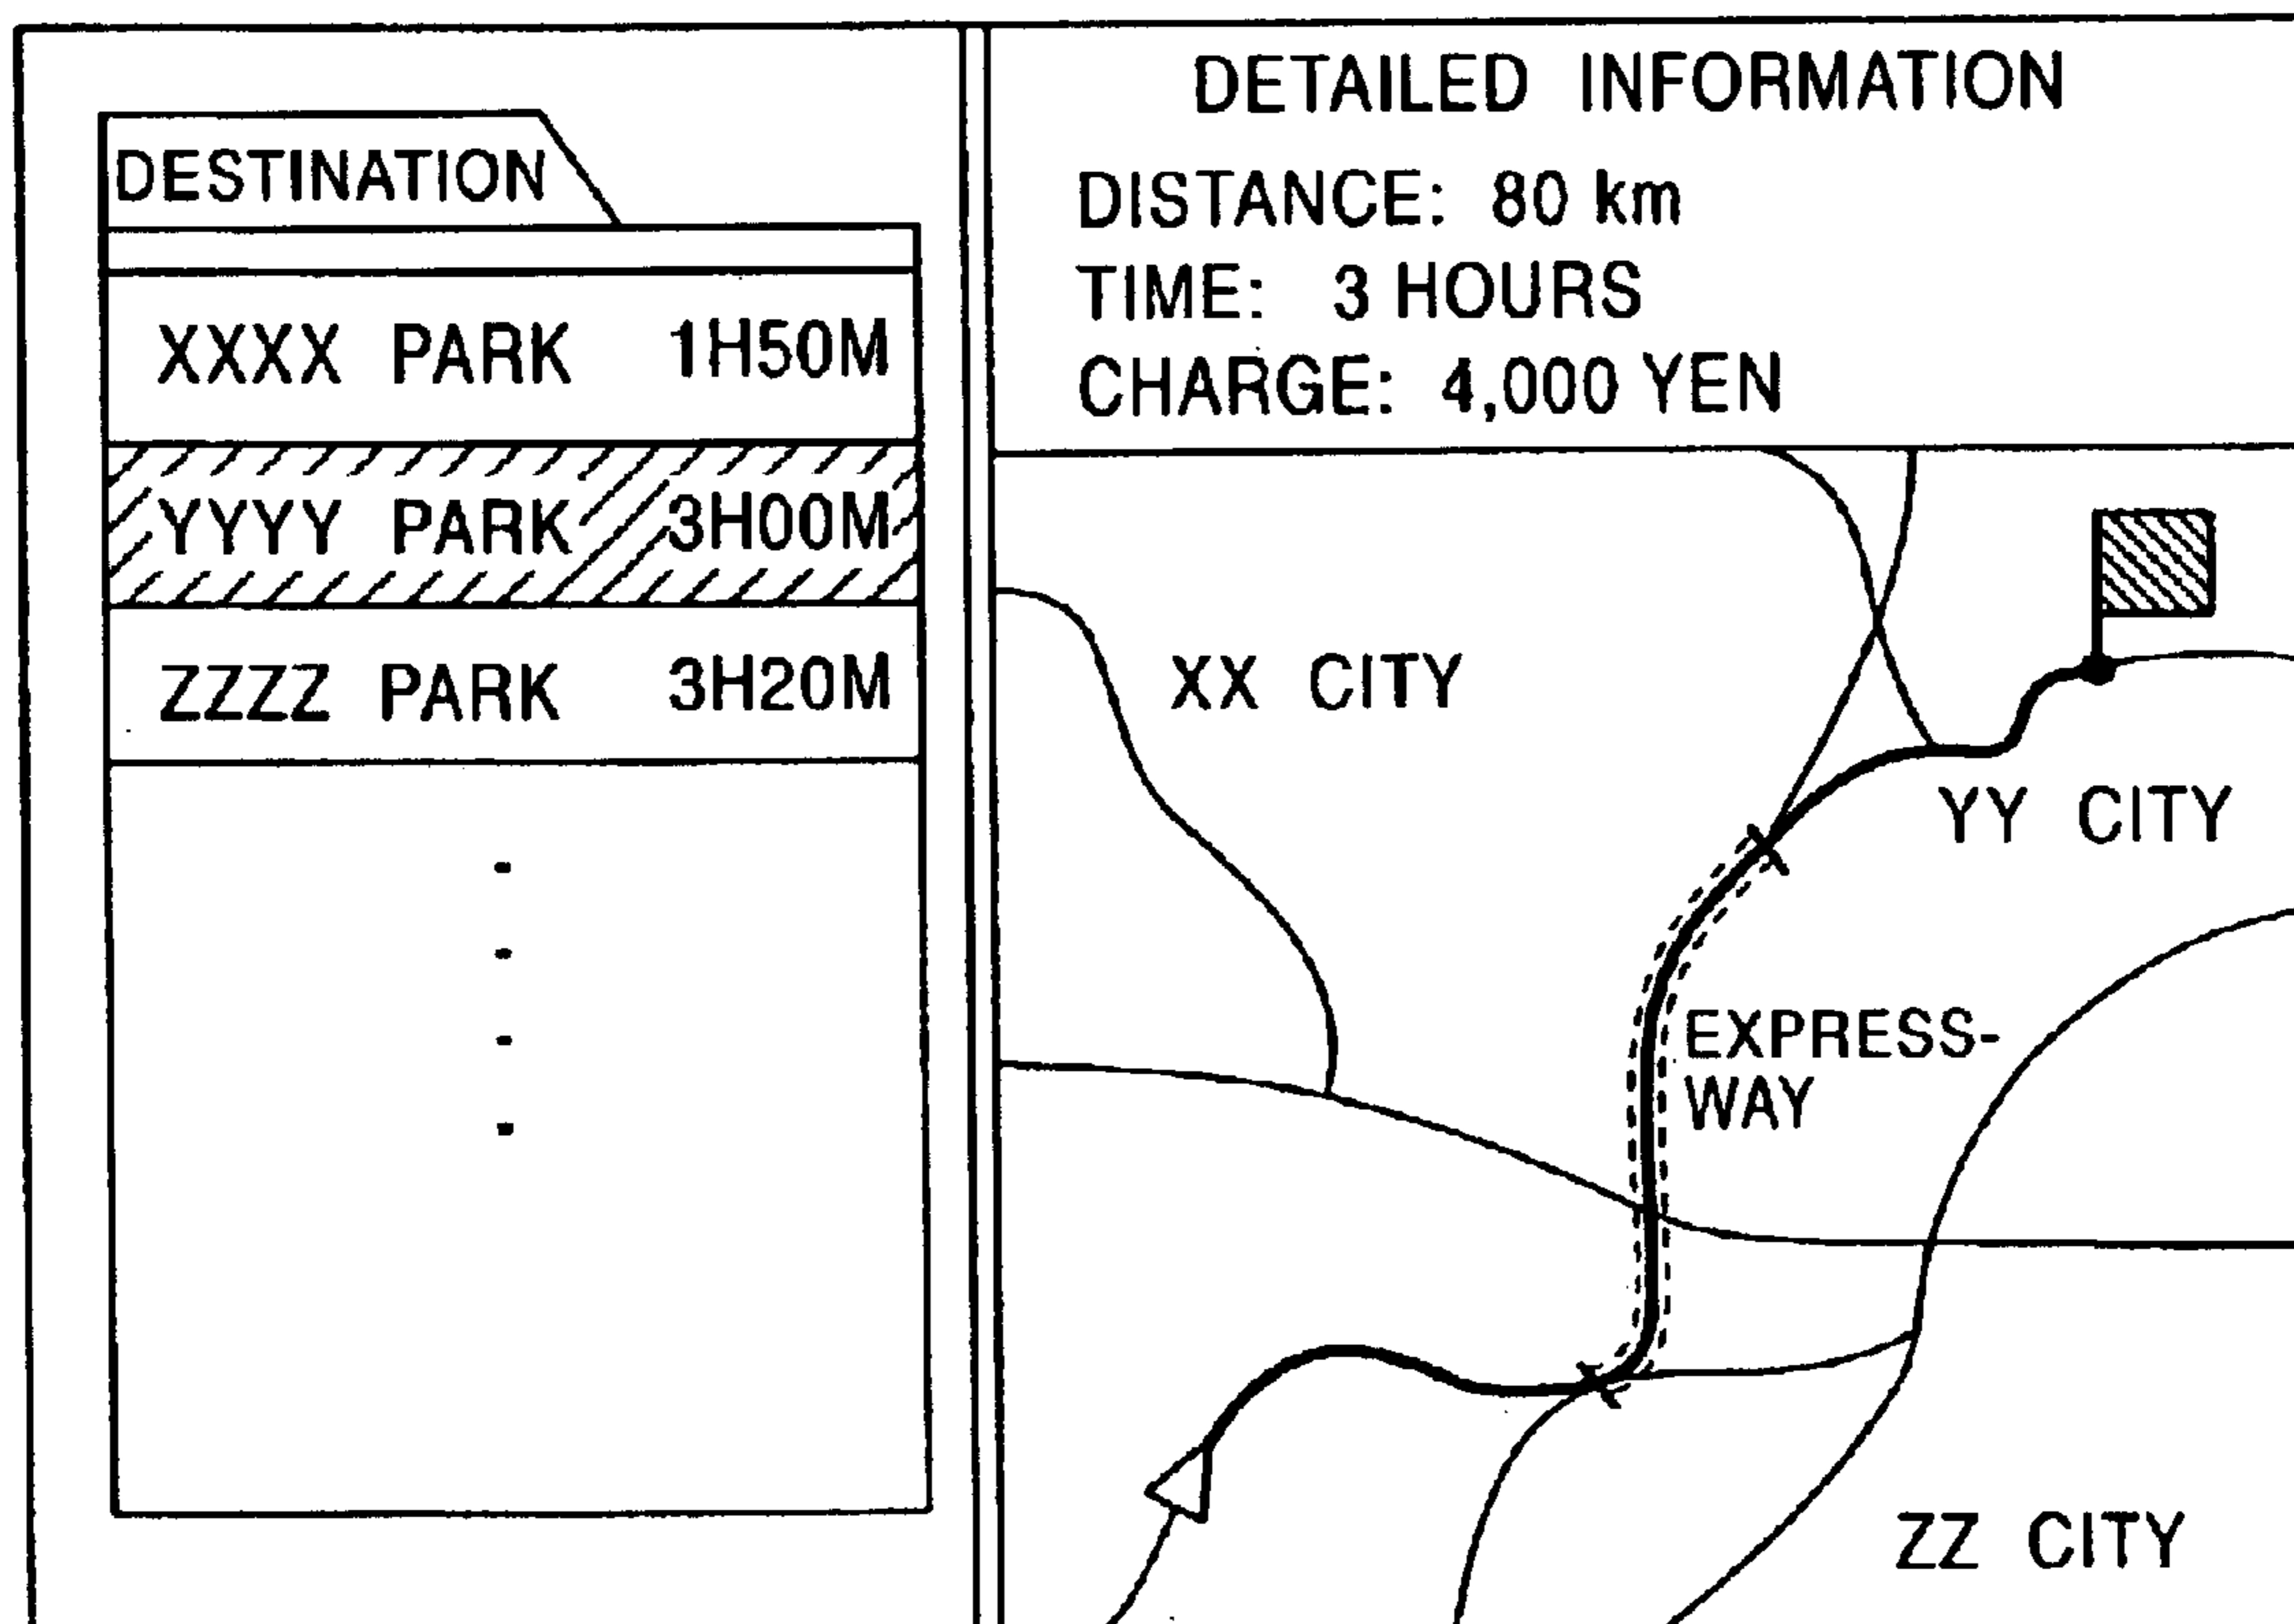 DESTINATION
XXXX PARK 1H50M
YYYY PARK 3H00M
ZZZZ PARK 3H20M
DETAILED INFORMATION
DISTANCE: 80 km
TIME: 3 HOURS
CHARGE: 4,000 YEN
XX CITY
YY CITY
EXPRESS-
WAY
ZZ CITY